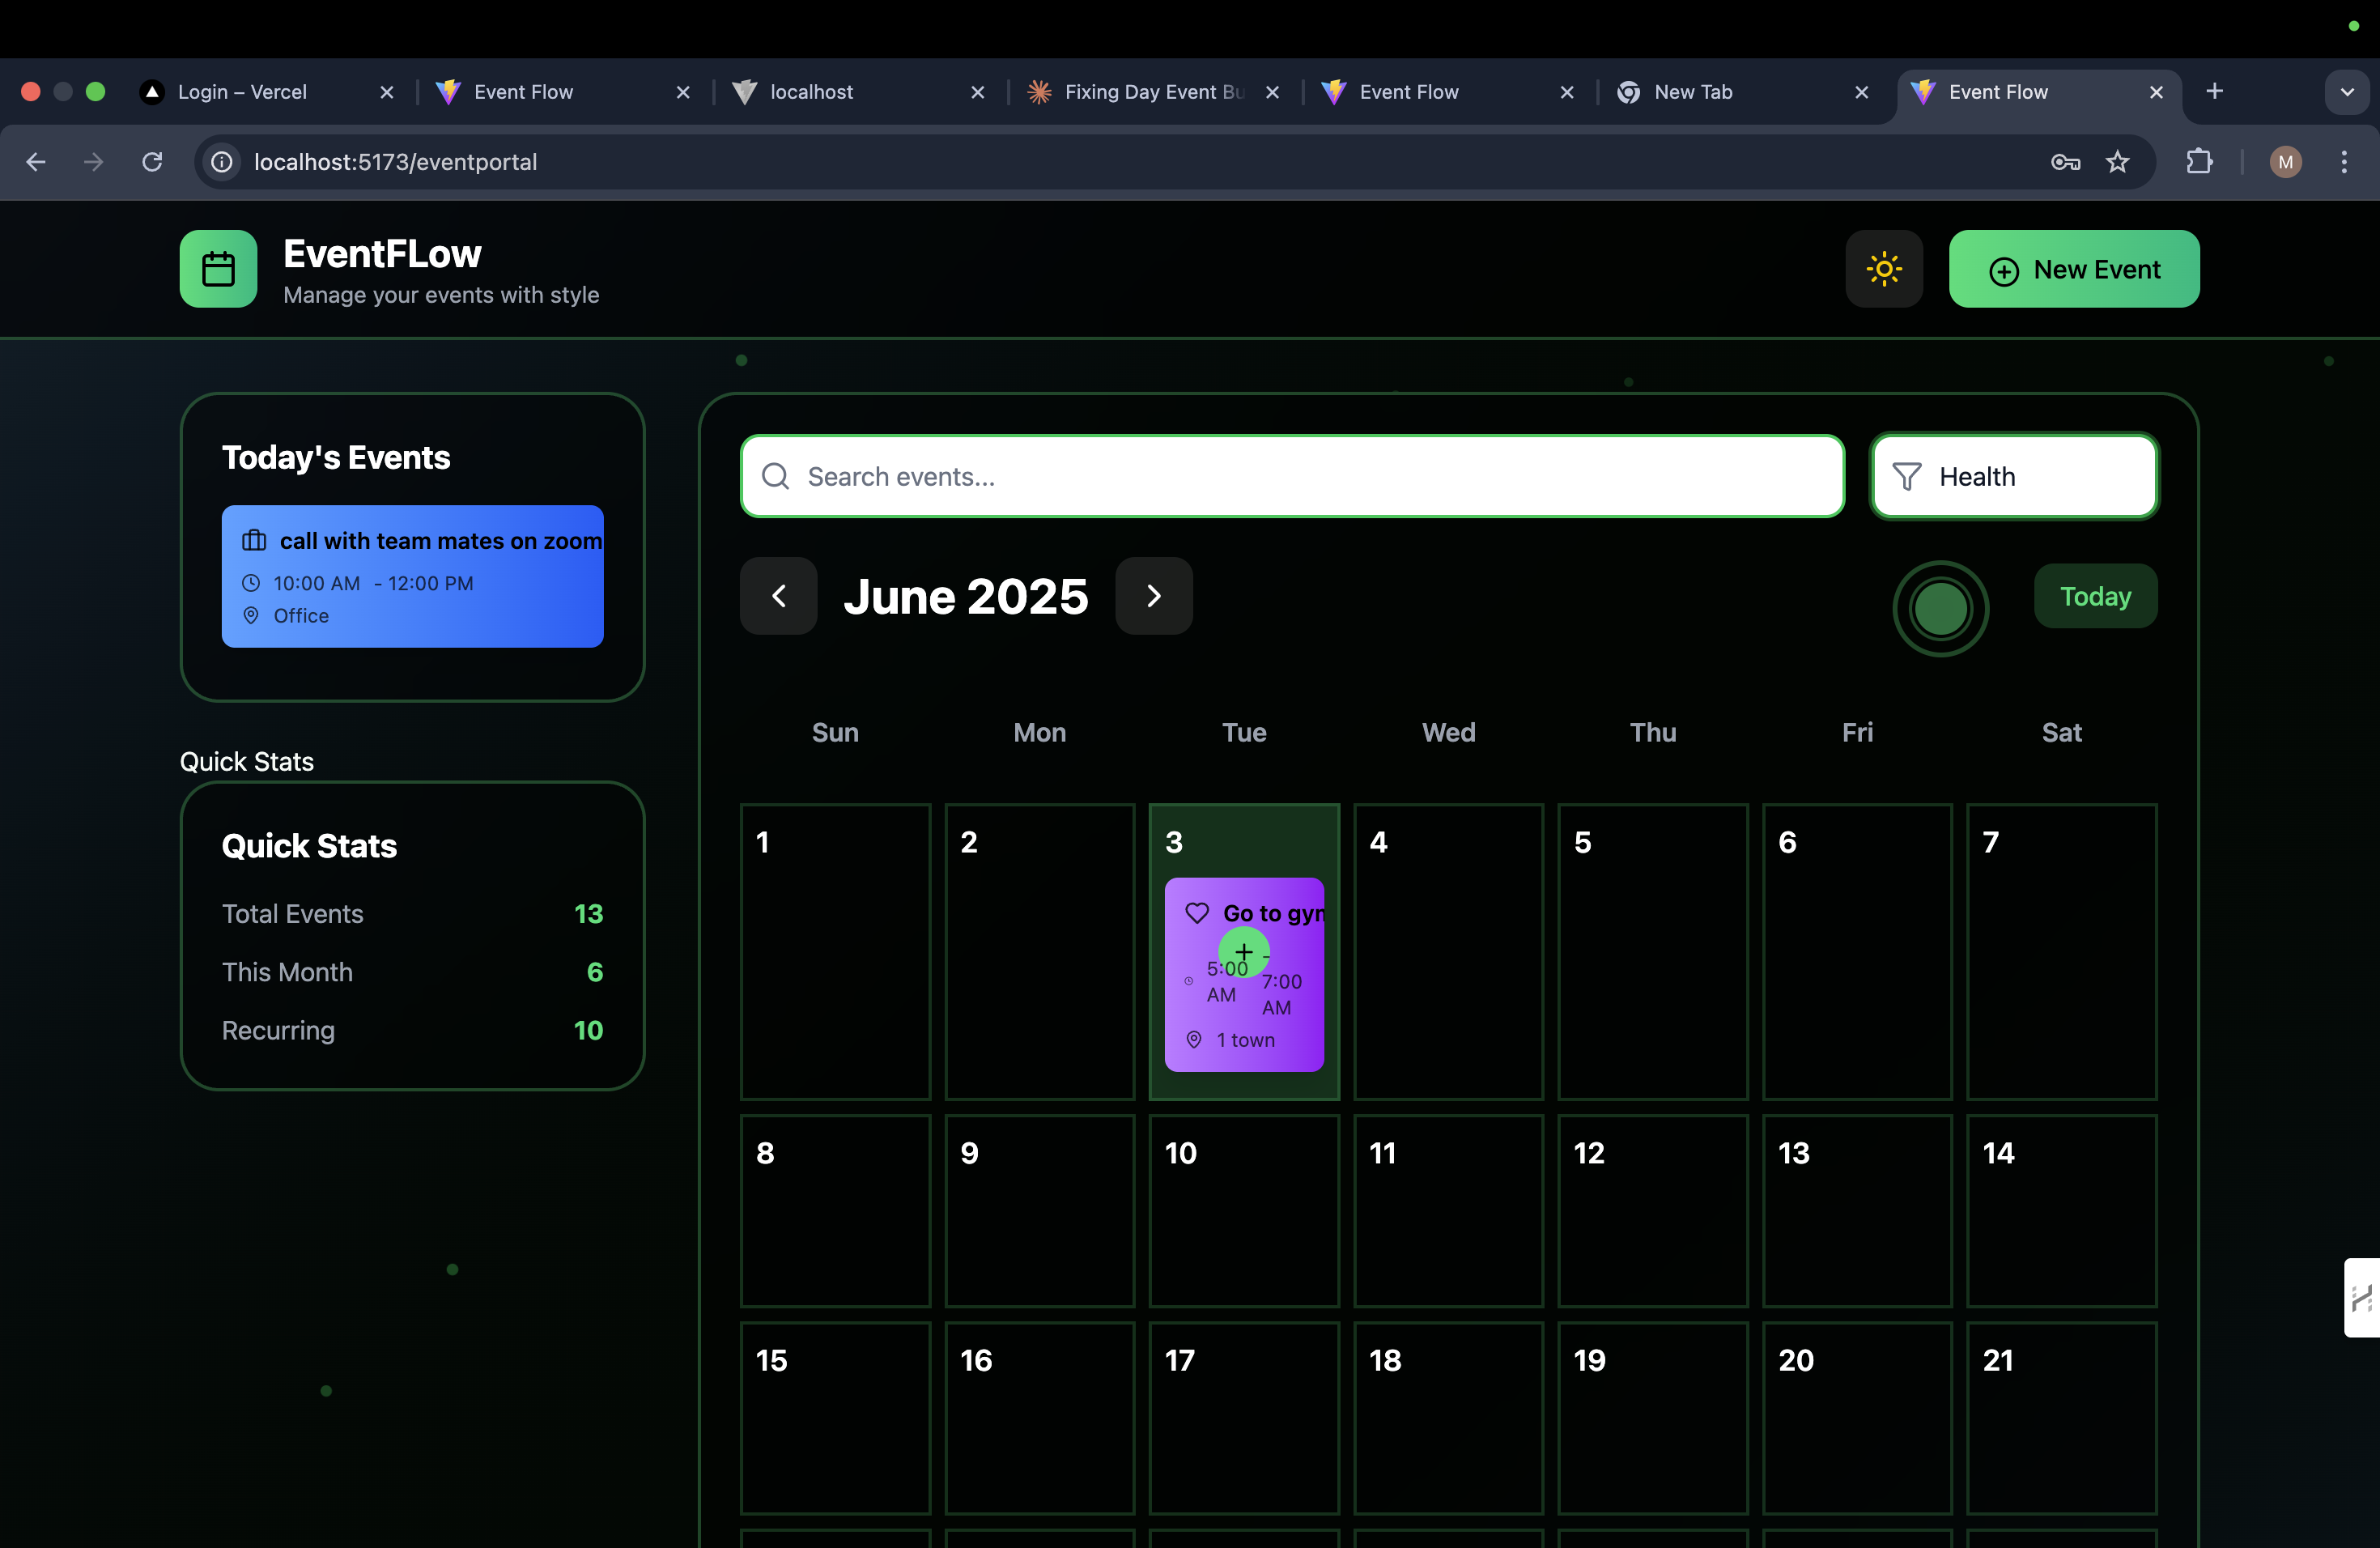 Login – Vercel
Event Flow
localhost
Fixing Day Event Bu
Event Flow
New Tab
Event Flow
localhost:5173/eventportal
M
EventFLow
Manage your events with style
New Event
Today's Events
call with team mates on zoom
10:00 AM - 12:00 PM
Office
Quick Stats
Quick Stats
Total Events 13
This Month 6
Recurring 10
Search events...
Health
June 2025
Today
Sun Mon Tue Wed Thu Fri Sat
1 2 3 4 5 6 7
Go to gym
5:00 AM - 7:00 AM
1 town
8 9 10 11 12 13 14
15 16 17 18 19 20 21